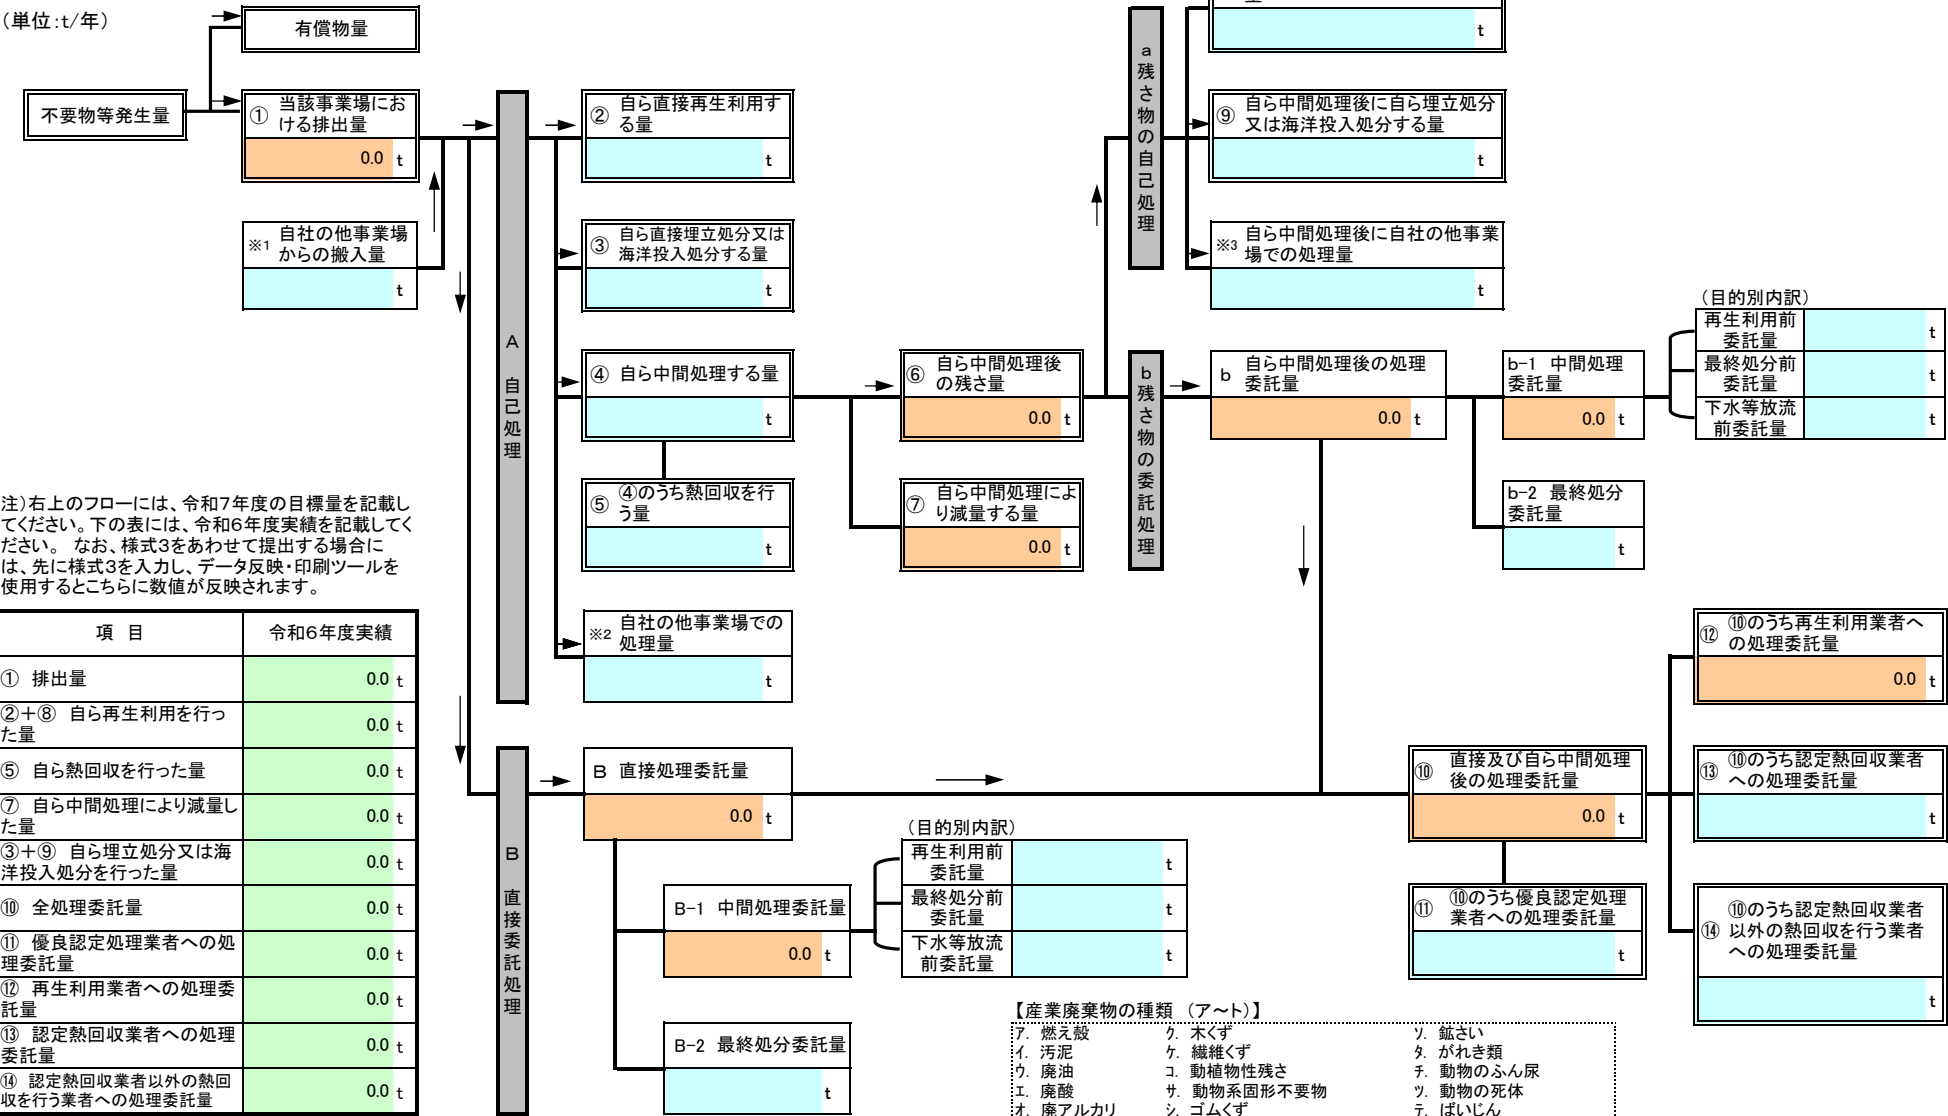 (単位:t/年)
有償物量
不要物等発生量
① 当該事業場にお
ける排出量
0.0 t
※1 自社の他事業場
からの搬入量
t
A 自己処理
② 自ら直接再生利用す
る量
t
③ 自ら直接埋立処分又は
海洋投入処分する量
t
④ 自ら中間処理する量
t
⑤ ④のうち熱回収を行
う量
t
※2 自社の他事業場での
処理量
t
⑥ 自ら中間処理後
の残さ量
0.0 t
⑦ 自ら中間処理によ
り減量する量
0.0 t
a 残さ物の自己処理
t
⑨ 自ら中間処理後に自ら埋立処分
又は海洋投入処分する量
t
※3 自ら中間処理後に自社の他事業
場での処理量
t
b 残さ物の委託処理
b 自ら中間処理後の処理
委託量
0.0 t
b-1 中間処理
委託量
0.0 t
(目的別内訳)
再生利用前
委託量
t
最終処分前
委託量
t
下水等放流
前委託量
t
b-2 最終処分
委託量
t
注)右上のフローには、令和7年度の目標量を記載し
てください。下の表には、令和6年度実績を記載してく
ださい。 なお、様式3をあわせて提出する場合に
は、先に様式3を入力し、データ反映・印刷ツールを
使用するとこちらに数値が反映されます。
項 目 令和6年度実績
① 排出量 0.0 t
②+⑧ 自ら再生利用を行っ
た量 0.0 t
⑤ 自ら熱回収を行った量 0.0 t
⑦ 自ら中間処理により減量し
た量 0.0 t
③+⑨ 自ら埋立処分又は海
洋投入処分を行った量 0.0 t
⑩ 全処理委託量 0.0 t
⑪ 優良認定処理業者への処
理委託量 0.0 t
⑫ 再生利用業者への処理委
託量 0.0 t
⑬ 認定熱回収業者への処理
委託量 0.0 t
⑭ 認定熱回収業者以外の熱回
収を行う業者への処理委託量 0.0 t
B 直接委託処理
B 直接処理委託量
0.0 t
B-1 中間処理委託量
0.0 t
(目的別内訳)
再生利用前
委託量
t
最終処分前
委託量
t
下水等放流
前委託量
t
B-2 最終処分委託量
t
⑩ 直接及び自ら中間処理
後の処理委託量
0.0 t
⑪ ⑩のうち優良認定処理
業者への処理委託量
t
⑫ ⑩のうち再生利用業者へ
の処理委託量
0.0 t
⑬ ⑩のうち認定熱回収業者
への処理委託量
t
⑭ ⑩のうち認定熱回収業者
以外の熱回収を行う業者
への処理委託量
t
【産業廃棄物の種類 (ア~ト)】
ア. 燃え殻 ク. 木くず ソ. 鉱さい
イ. 汚泥 ケ. 繊維くず タ. がれき類
ウ. 廃油 コ. 動植物性残さ チ. 動物のふん尿
エ. 廃酸 サ. 動物系固形不要物 ツ. 動物の死体
オ. 廃アルカリ シ. ゴムくず テ. ばいじん